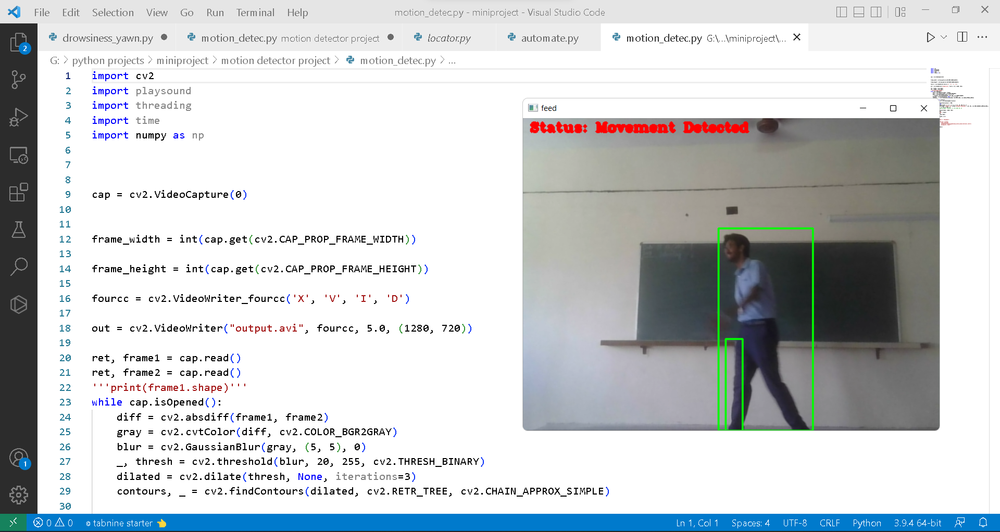 File Edit Selection View Go Run Terminal Help motion_detec.py - miniproject - Visual Studio Code
2
drowsiness_yawn.py motion_detec.py motion detector project locator.py automate.py motion_detec.py G:\...\miniproject\...
G: > python projects > miniproject > motion detector project > motion_detec.py > ...
1 import cv2
2 import playsound
3 import threading
4 import time
5 import numpy as np
6
7
8
9 cap = cv2.VideoCapture(0)
10
11
12 frame_width = int(cap.get(cv2.CAP_PROP_FRAME_WIDTH))
13
14 frame_height = int(cap.get(cv2.CAP_PROP_FRAME_HEIGHT))
15
16 fourcc = cv2.VideoWriter_fourcc('X', 'V', 'I', 'D')
17
18 out = cv2.VideoWriter("output.avi", fourcc, 5.0, (1280, 720))
19
20 ret, frame1 = cap.read()
21 ret, frame2 = cap.read()
22 '''print(frame1.shape)'''
23 while cap.isOpened():
24     diff = cv2.absdiff(frame1, frame2)
25     gray = cv2.cvtColor(diff, cv2.COLOR_BGR2GRAY)
26     blur = cv2.GaussianBlur(gray, (5, 5), 0)
27     _, thresh = cv2.threshold(blur, 20, 255, cv2.THRESH_BINARY)
28     dilated = cv2.dilate(thresh, None, iterations=3)
29     contours, _ = cv2.findContours(dilated, cv2.RETR_TREE, cv2.CHAIN_APPROX_SIMPLE)
30
feed
Status: Movement Detected
1
0 0 tabnine starter 👈 Ln 1, Col 1 Spaces: 4 UTF-8 CRLF Python 3.9.4 64-bit